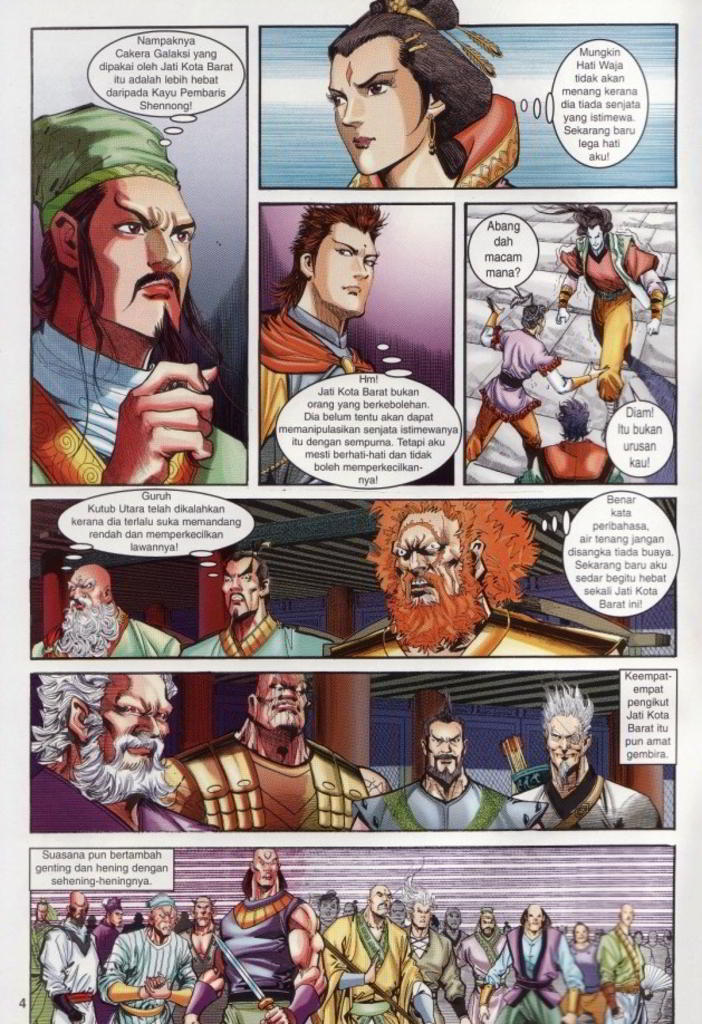 Nampaknya
Cakera Galaksi yang
dipakai oleh Jati Kota Barat
itu adalah lebih hebat
daripada Kayu Pembaris
Shennong!
Mungkin
Hati Waja
tidak akan
menang kerana
dia tiada senjata
yang istimewa.
Sekarang baru
lega hati
aku!
Hm!
Jati Kota Barat bukan
orang yang berkebolehan.
Dia belum tentu akan dapat
memanipulasikan senjata istimewanya
itu dengan sempurna. Tetapi aku
mesti berhati-hati dan tidak
boleh memperkecilkan-
nya!
Abang
dah
macam
mana?
Diam!
Itu bukan
urusan
kau!
Guruh
Kutub Utara telah dikalahkan
kerana dia terlalu suka memandang
rendah dan memperkecilkan
lawannya!
Benar
kata
peribahasa,
air tenang jangan
disangka tiada buaya.
Sekarang baru aku
sedar begitu hebat
sekali Jati Kota
Barat ini!
Keempat-
empat
pengikut
Jati Kota
Barat itu
pun amat
gembira.
Suasana pun bertambah
genting dan hening dengan
sehening-heningnya.
4